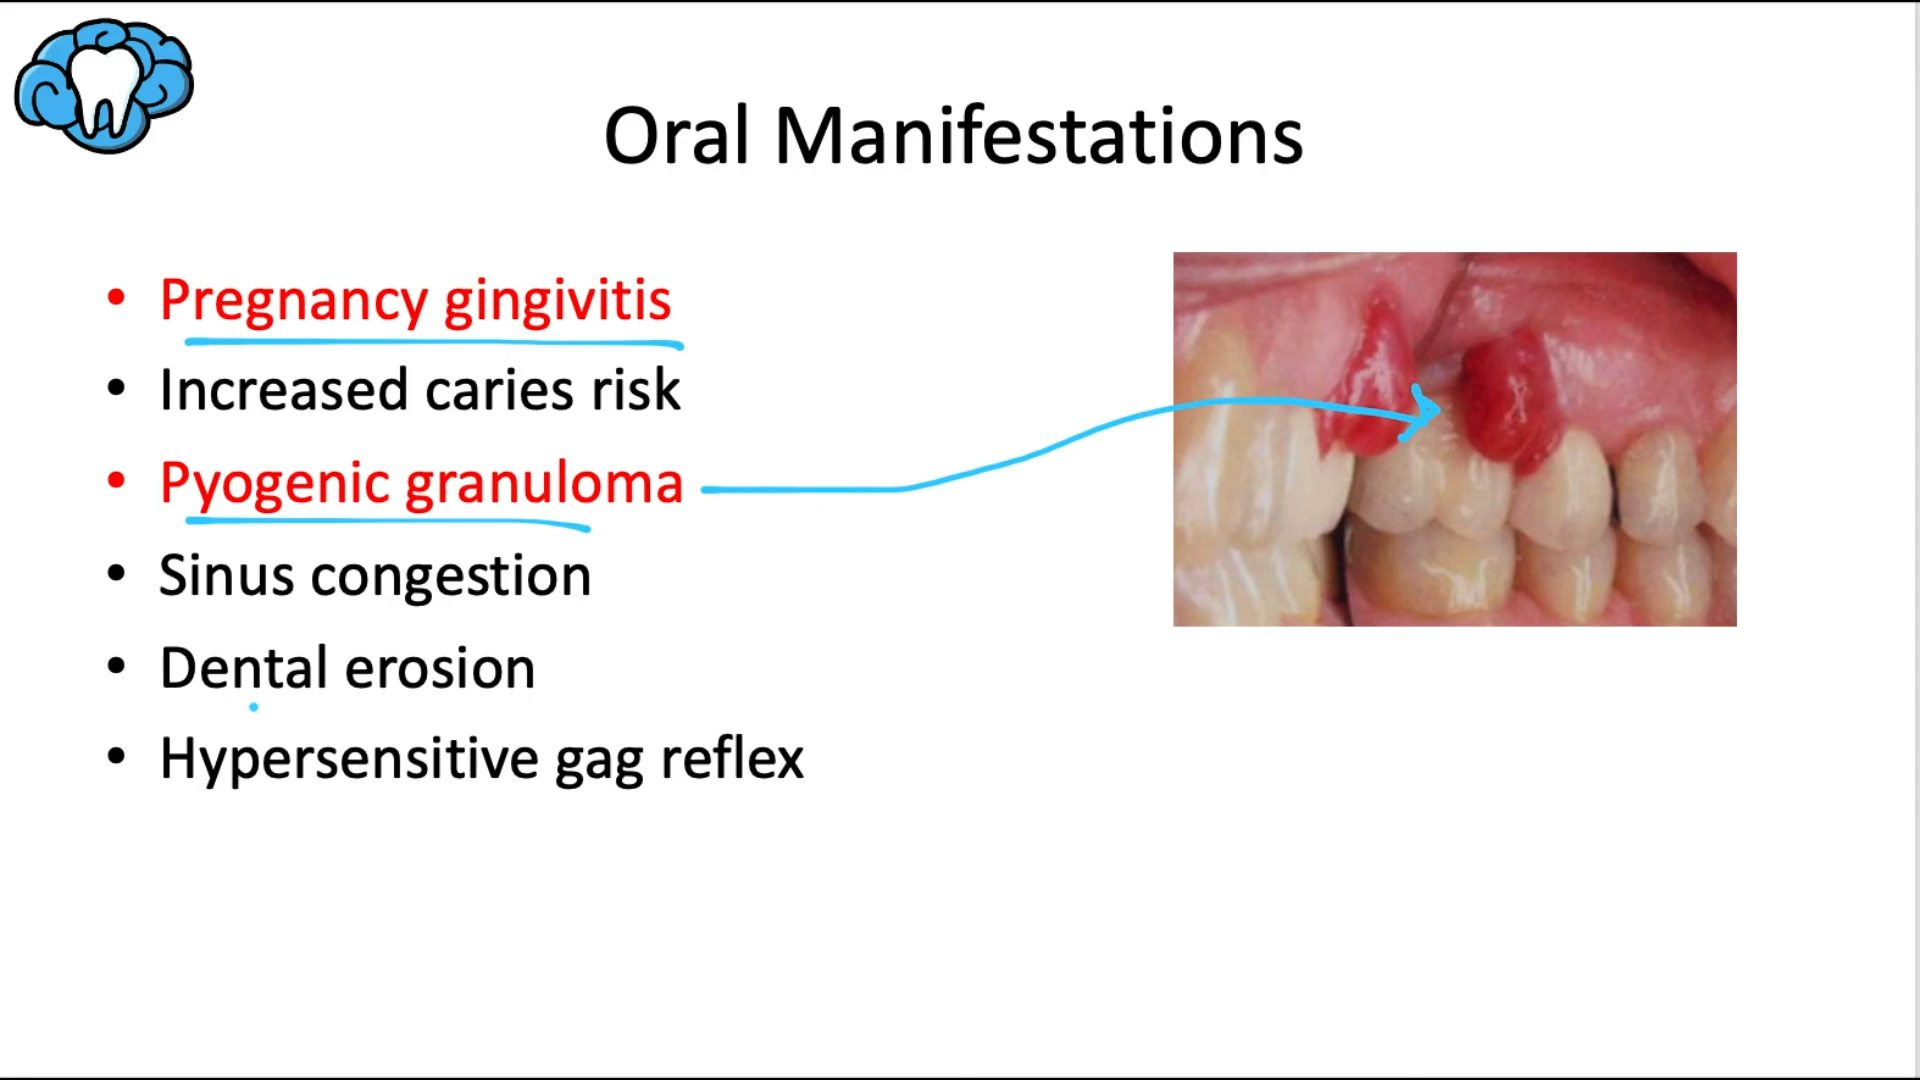 Oral Manifestations
• Pregnancy gingivitis
• Increased caries risk
• Pyogenic granuloma
• Sinus congestion
• Dental erosion
• Hypersensitive gag reflex